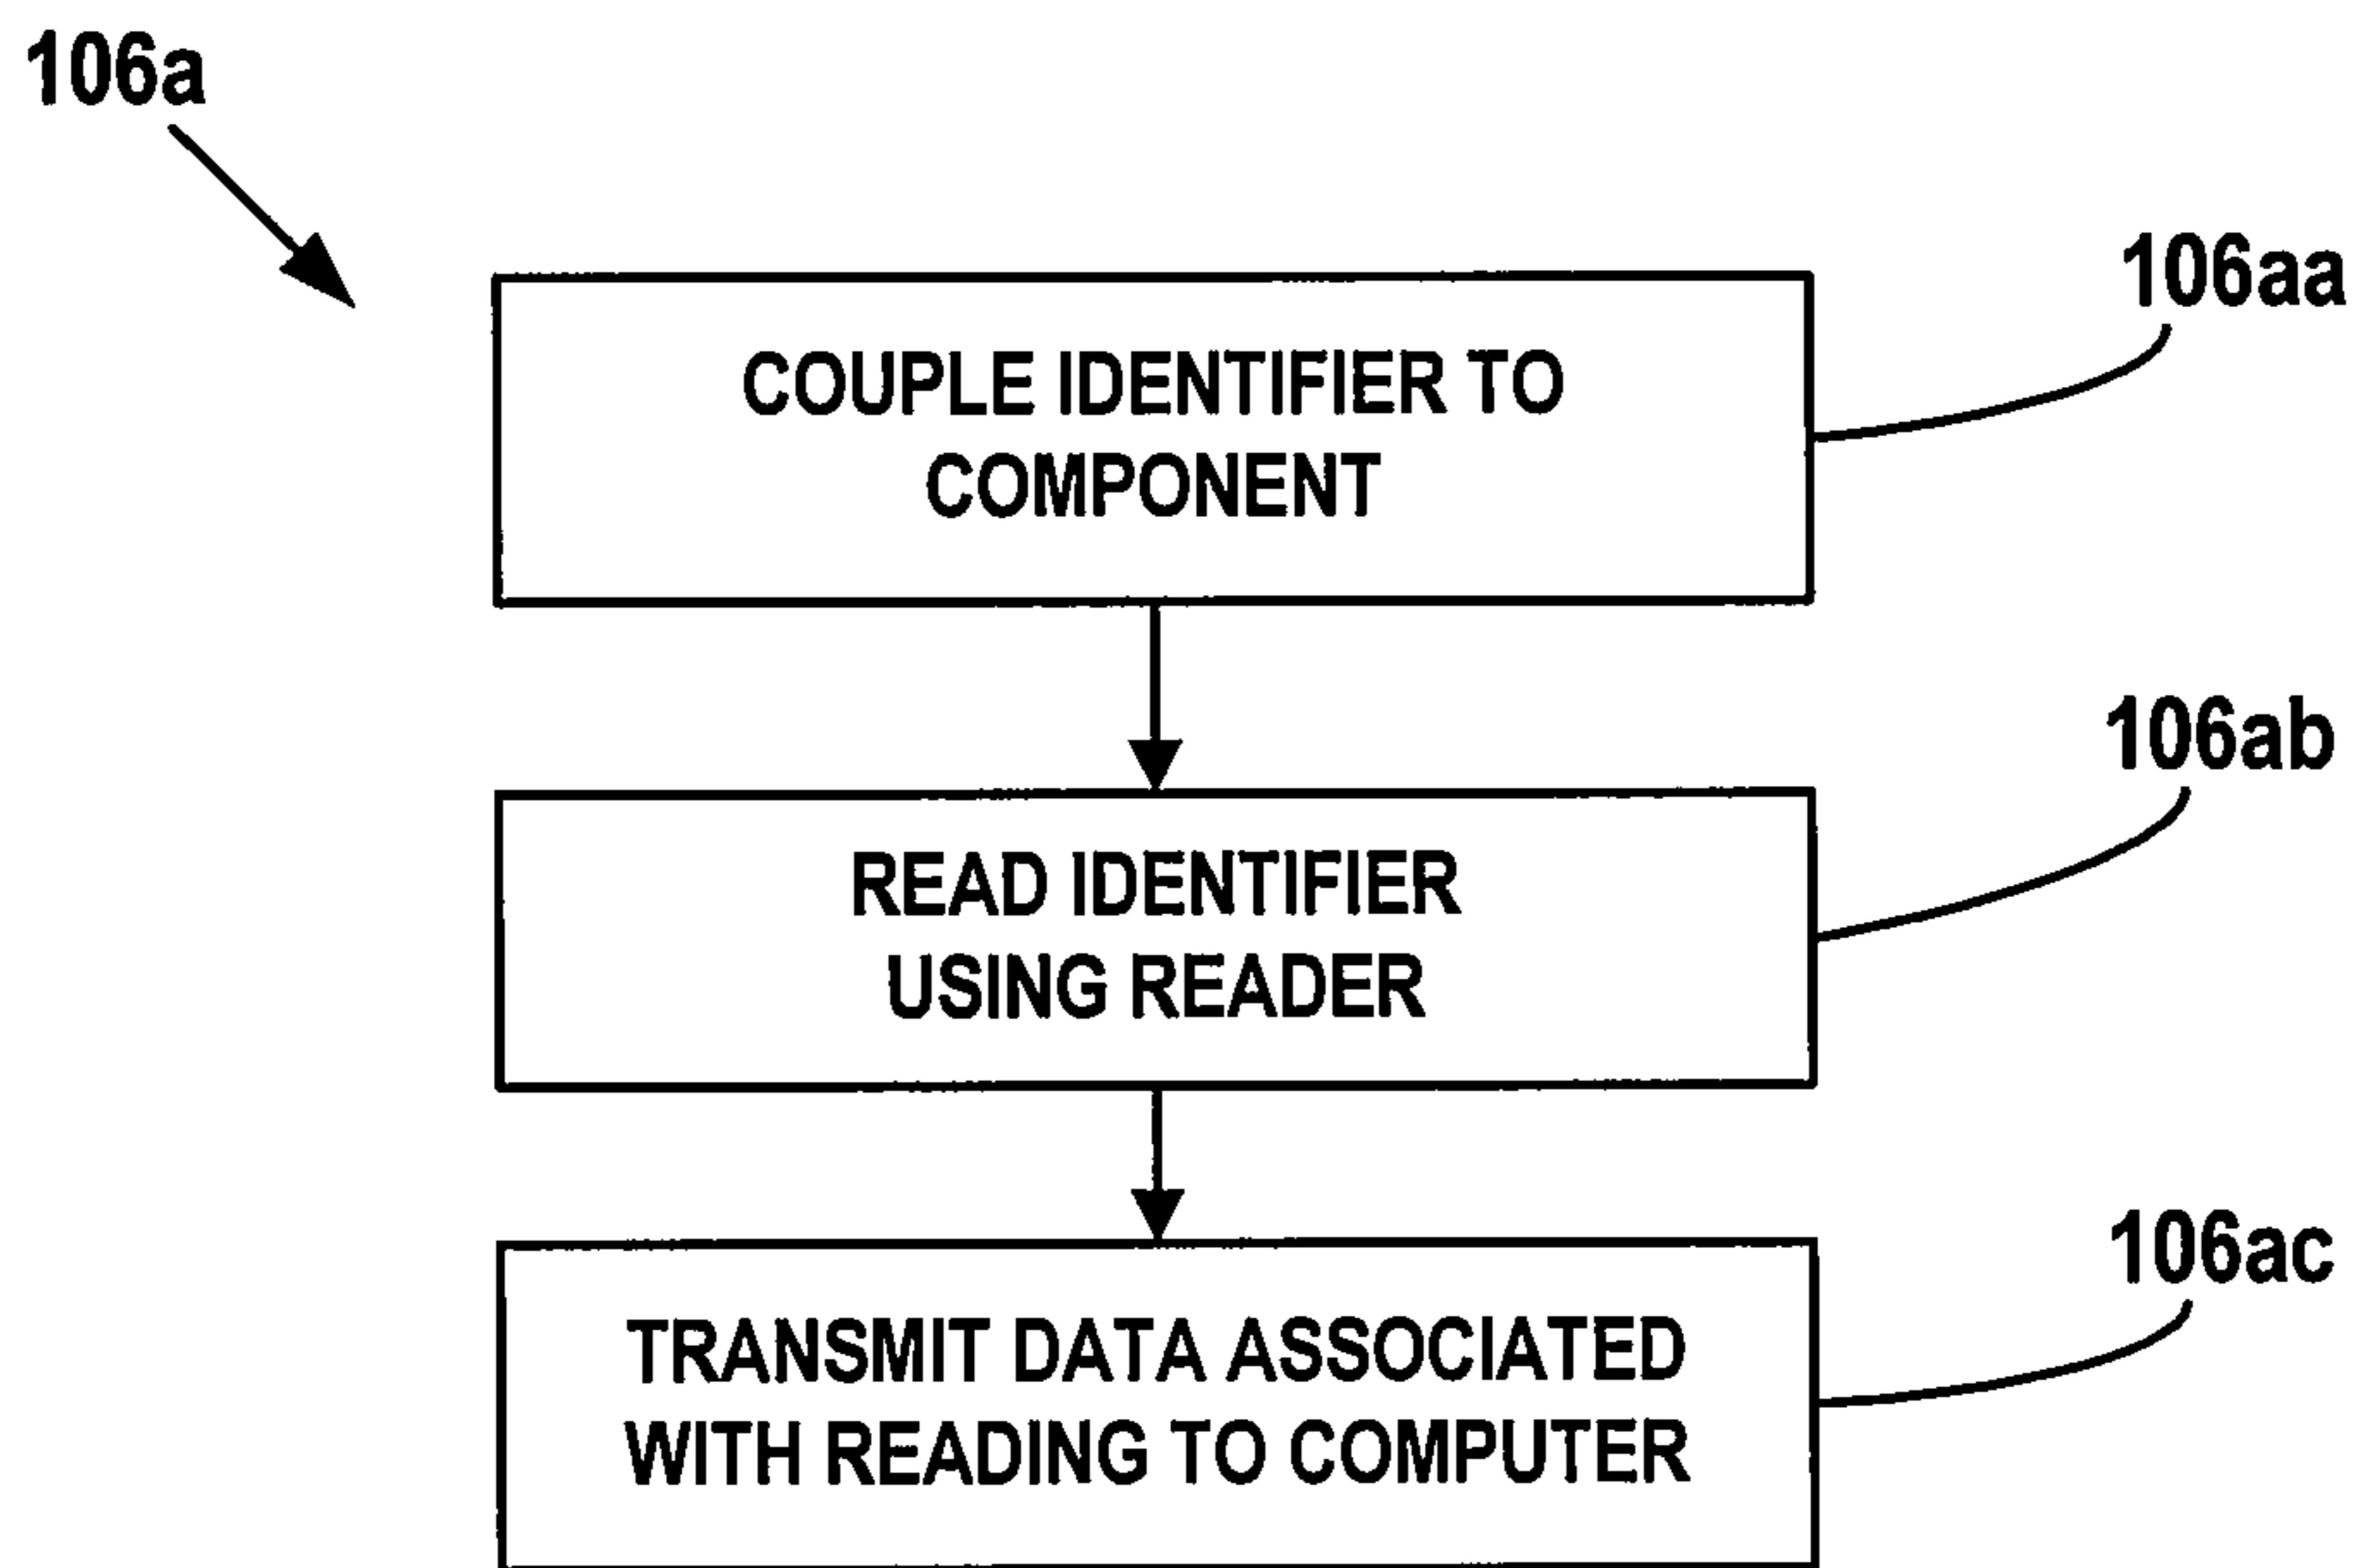 106a
106aa
COUPLE IDENTIFIER TO
COMPONENT
106ab
READ IDENTIFIER
USING READER
106ac
TRANSMIT DATA ASSOCIATED
WITH READING TO COMPUTER